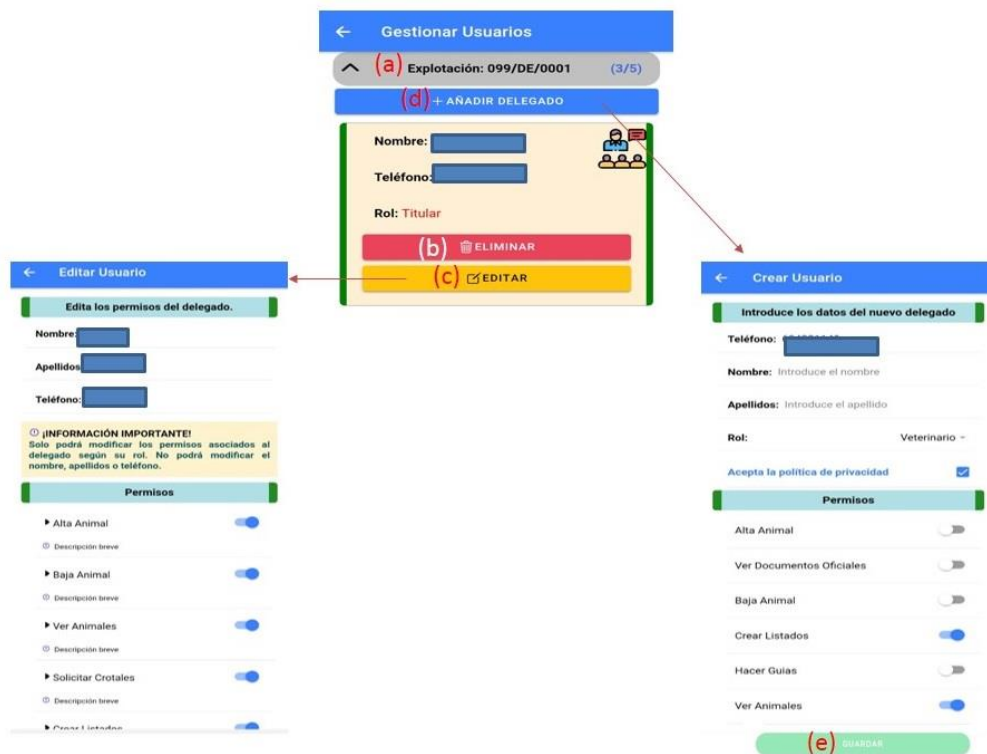 Gestionar Usuarios
(a) Explotación: 099/DE/0001 (3/5)
(d) + AÑADIR DELEGADO
Nombre:
Teléfono:
Rol: Titular
(b) ELIMINAR
(c) EDITAR
Editar Usuario
Edita los permisos del delegado.
Nombre:
Apellidos
Teléfono:
¡INFORMACIÓN IMPORTANTE!
Solo podrá modificar los permisos asociados al
delegado según su rol. No podrá modificar el
nombre, apellidos o teléfono.
Permisos
Alta Animal
Descripción breve
Baja Animal
Descripción breve
Ver Animales
Descripción breve
Solicitar Crotales
Descripción breve
Crear Listados
Crear Usuario
Introduce los datos del nuevo delegado
Teléfono:
Nombre: Introduce el nombre
Apellidos: Introduce el apellido
Rol: Veterinario
Acepta la política de privacidad
Permisos
Alta Animal
Ver Documentos Oficiales
Baja Animal
Crear Listados
Hacer Guias
Ver Animales
(e) GUARDAR